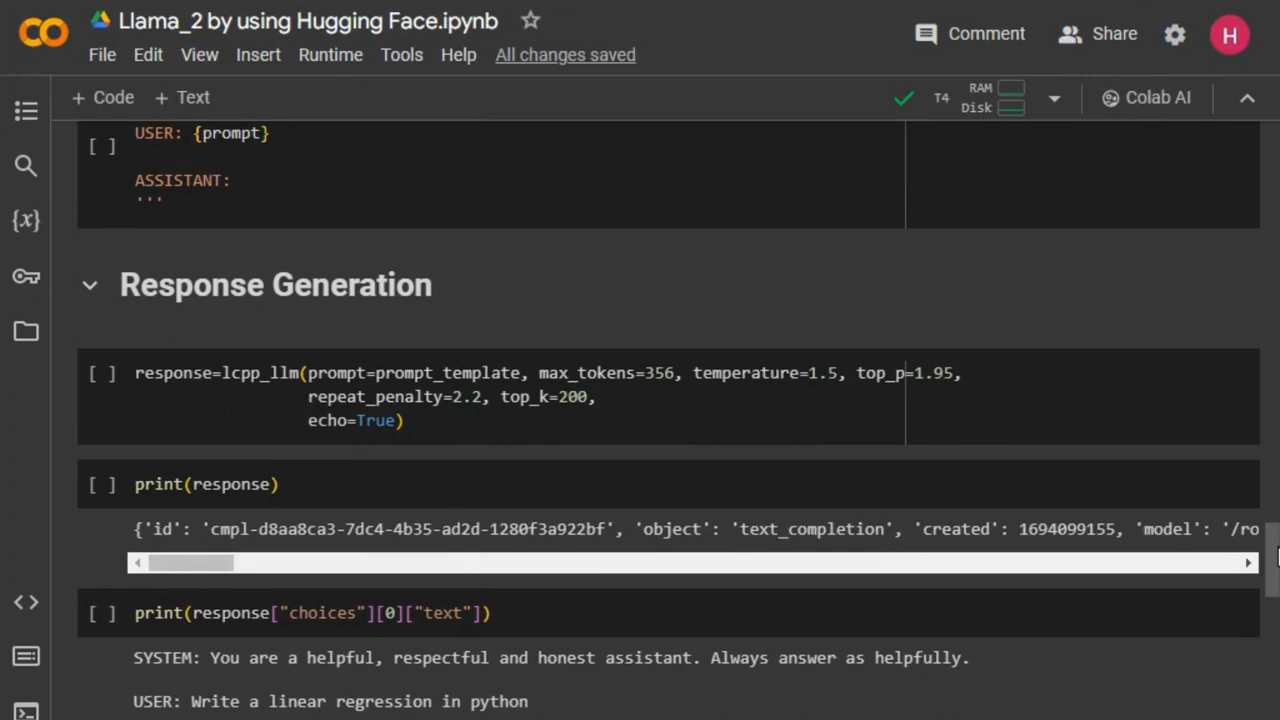 Llama_2 by using Hugging Face.ipynb
H
Comment
Share
File Edit View Insert Runtime Tools Help All changes saved
+ Code + Text
T4
RAM
Disk
Colab AI
USER: {prompt}
[ ]
ASSISTANT:
'''
Response Generation
[ ] response=lcpp_llm(prompt=prompt_template, max_tokens=356, temperature=1.5, top_p=1.95,
repeat_penalty=2.2, top_k=200,
echo=True)
[ ] print(response)
{'id': 'cmpl-d8aa8ca3-7dc4-4b35-ad2d-1280f3a922bf', 'object': 'text_completion', 'created': 1694099155, 'model': '/ro
[ ] print(response["choices"][0]["text"])
SYSTEM: You are a helpful, respectful and honest assistant. Always answer as helpfully.
USER: Write a linear regression in python